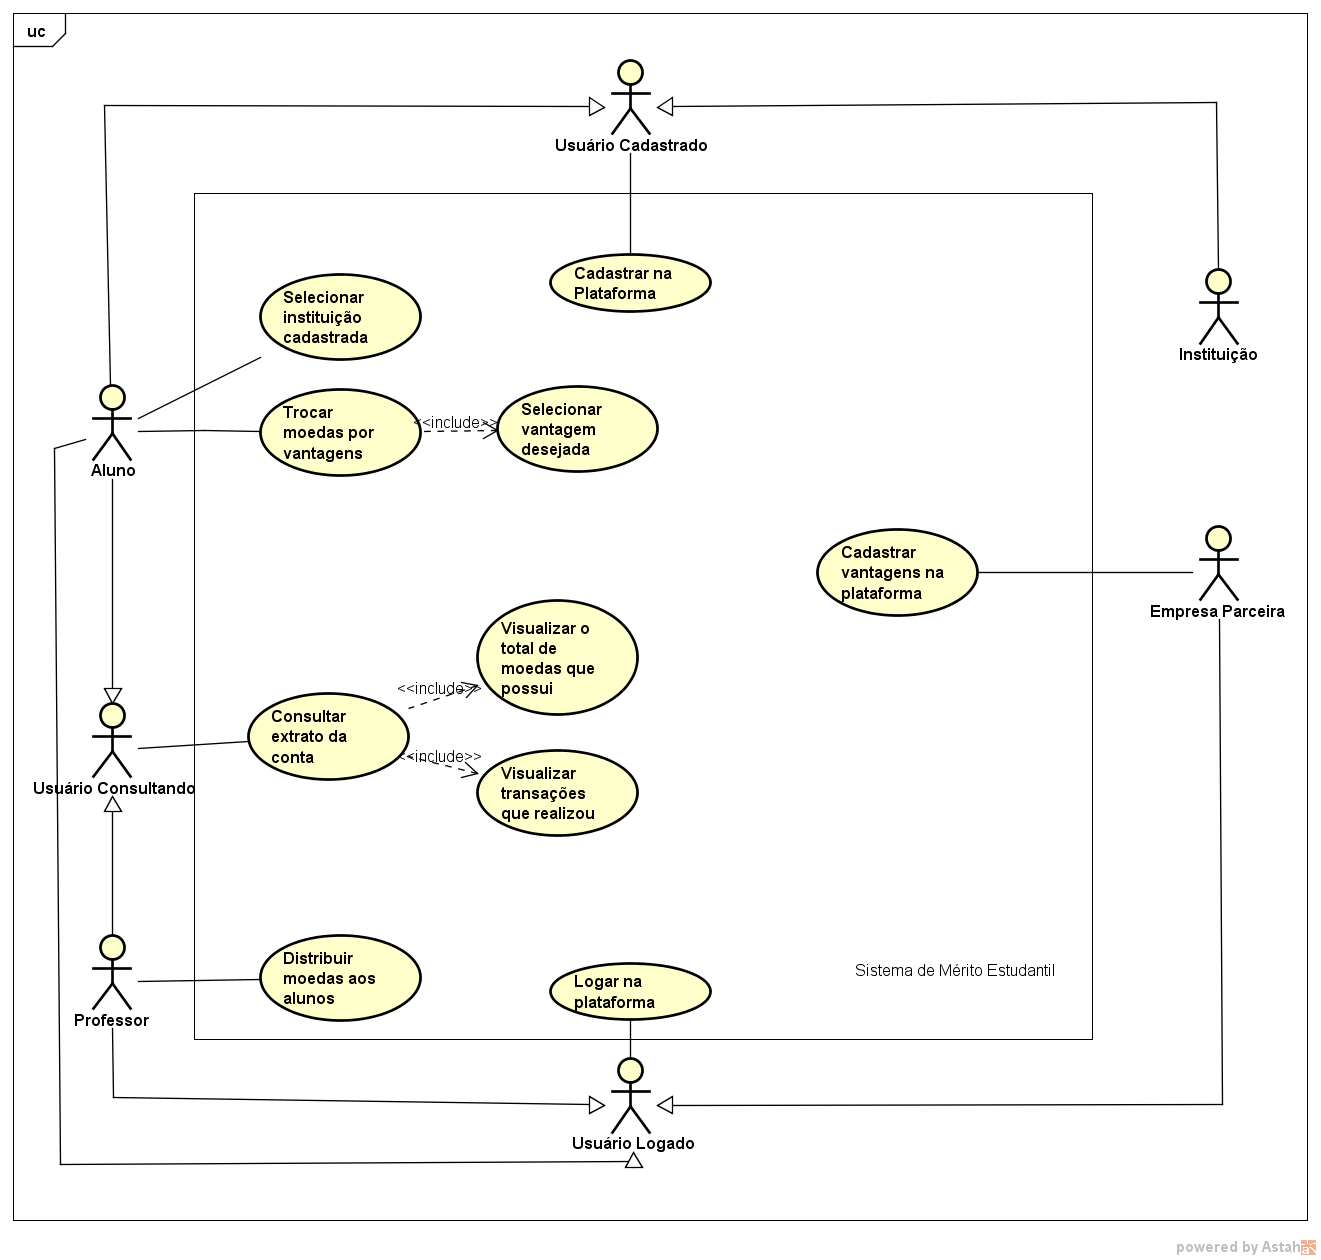 uc
Usuário Cadastrado
Cadastrar na
Plataforma
Selecionar
instituição
cadastrada
Instituição
Trocar
moedas por
vantagens
<<include>>
Selecionar
vantagem
desejada
Aluno
Cadastrar
vantagens na
plataforma
Empresa Parceira
Visualizar o
total de
moedas que
possui
<<include>>
Consultar
extrato da
conta
<<include>>
Visualizar
transações
que realizou
Usuário Consultando
Distribuir
moedas aos
alunos
Professor
Logar na
plataforma
Sistema de Mérito Estudantil
Usuário Logado
powered by Astah